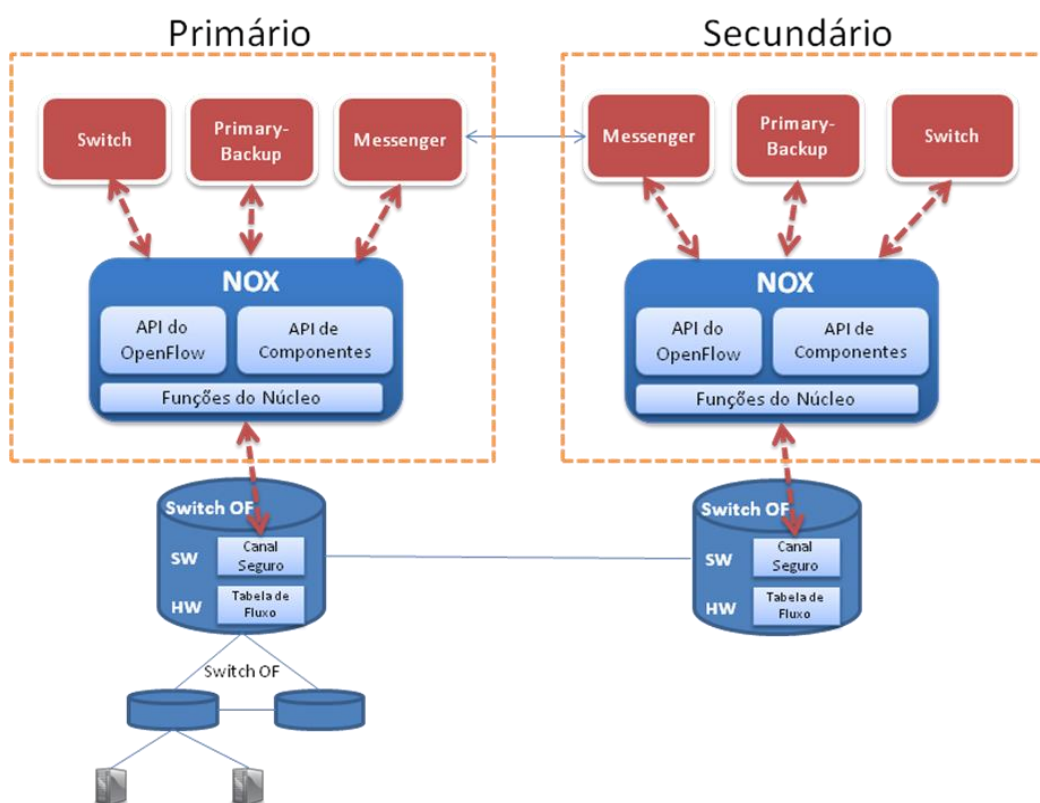 Primário
Secundário
Switch
Primary-
Backup
Messenger
Messenger
Primary-
Backup
Switch
NOX
API do
OpenFlow
API de
Componentes
Funções do Núcleo
NOX
API do
OpenFlow
API de
Componentes
Funções do Núcleo
Switch OF
SW
Canal
Seguro
HW
Tabela de
Fluxo
Switch OF
SW
Canal
Seguro
HW
Tabela de
Fluxo
Switch OF